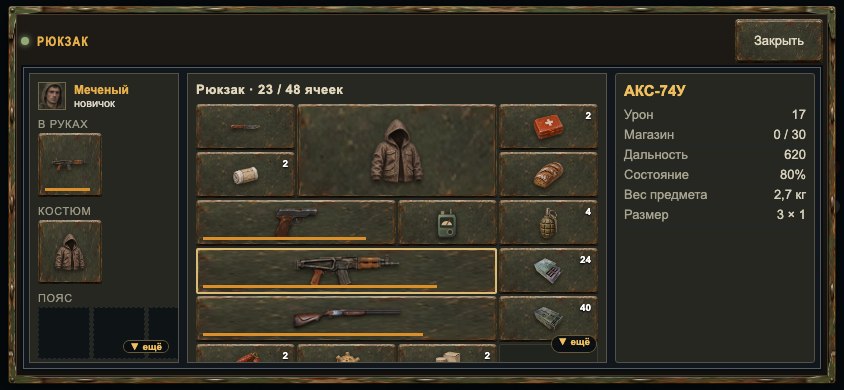 РЮКЗАК
Закрыть
Меченый
новичок
В РУКАХ
КОСТЮМ
ПОЯС
▼ ещё
Рюкзак · 23 / 48 ячеек
2
2
4
24
40
▼ ещё
2
2
АКС-74У
Урон 17
Магазин 0 / 30
Дальность 620
Состояние 80%
Вес предмета 2,7 кг
Размер 3 × 1